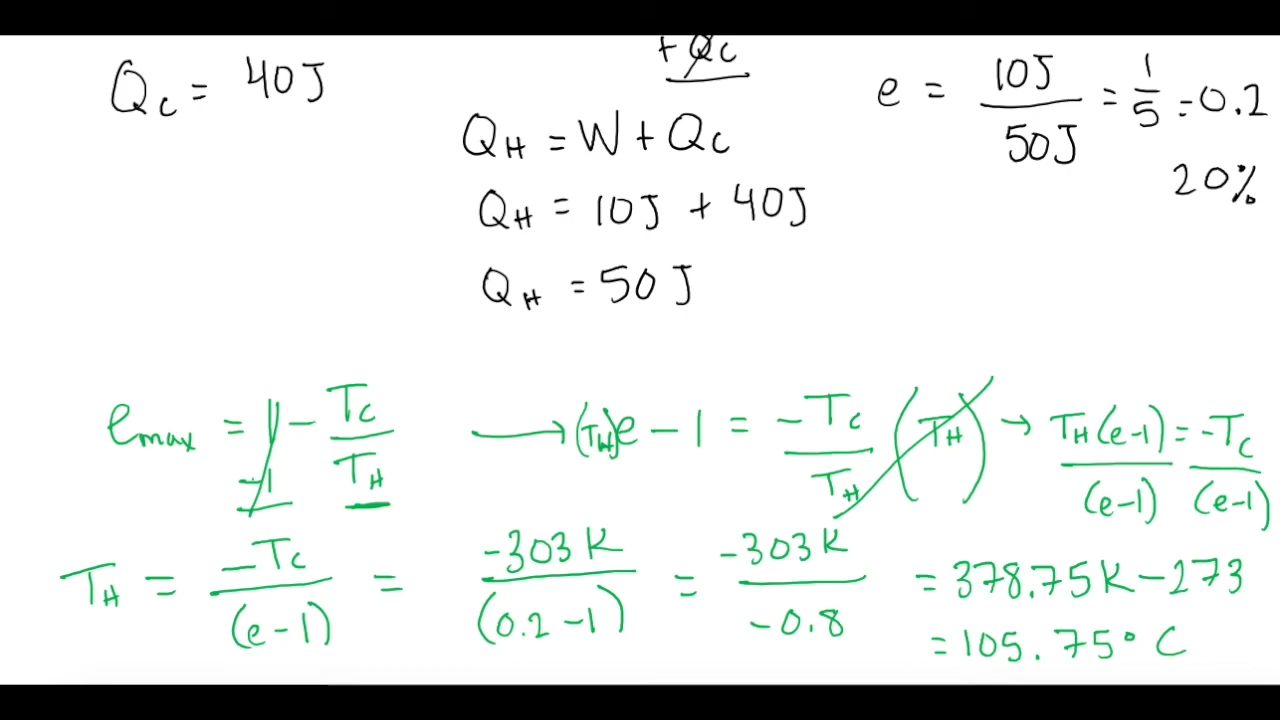 Qc = 40J
+ Qc
QH = W + Qc
QH = 10J + 40J
QH = 50J
e = 10J/50J = 1/5 = 0.2
20%
emax = 1 - Tc/TH
-1
→ (TH)e - 1 = -Tc/TH (TH) → TH(e-1)/(e-1) = -Tc/(e-1)
TH = -Tc/(e-1) = -303K/(0.2-1) = -303K/-0.8 = 378.75K - 273
= 105.75° C